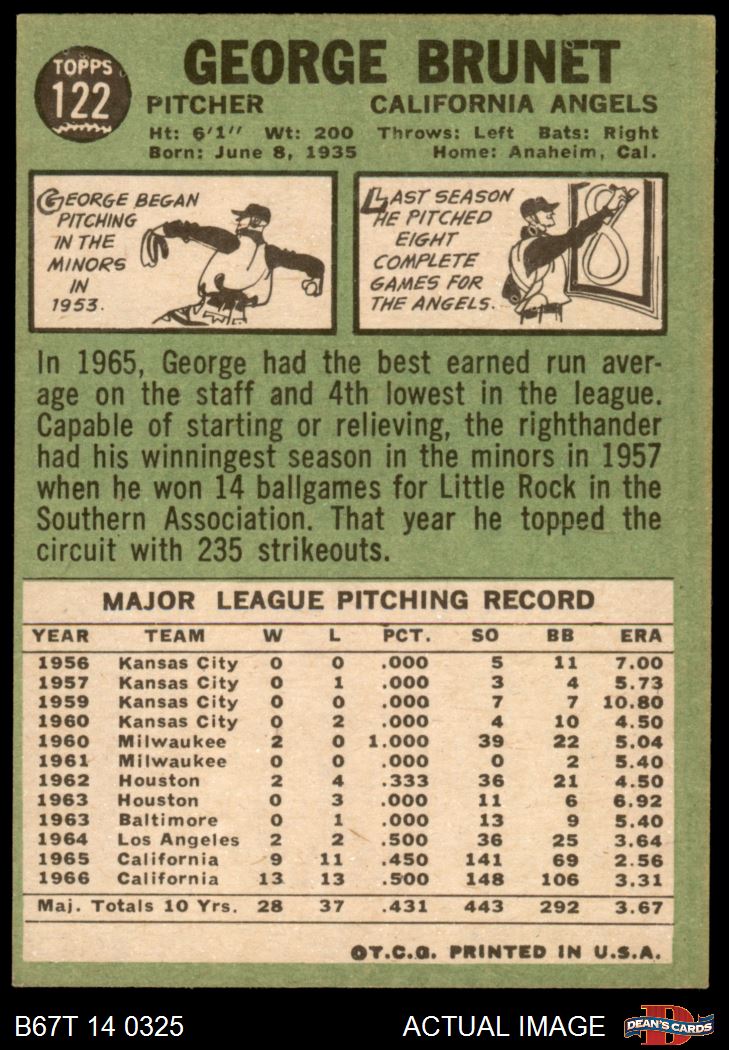 TOPPS
122
GEORGE BRUNET
PITCHER CALIFORNIA ANGELS
Ht: 6'1" Wt: 200 Throws: Left Bats: Right
Born: June 8, 1935 Home: Anaheim, Cal.
GEORGE BEGAN
PITCHING
IN THE
MINORS
IN
1953.
LAST SEASON
HE PITCHED
EIGHT
COMPLETE
GAMES FOR
THE ANGELS.
In 1965, George had the best earned run aver-
age on the staff and 4th lowest in the league.
Capable of starting or relieving, the righthander
had his winningest season in the minors in 1957
when he won 14 ballgames for Little Rock in the
Southern Association. That year he topped the
circuit with 235 strikeouts.
MAJOR LEAGUE PITCHING RECORD
YEAR TEAM W L PCT. SO BB ERA
1956 Kansas City 0 0 .000 5 11 7.00
1957 Kansas City 0 1 .000 3 4 5.73
1959 Kansas City 0 0 .000 7 7 10.80
1960 Kansas City 0 2 .000 4 10 4.50
1960 Milwaukee 2 0 1.000 39 22 5.04
1961 Milwaukee 0 0 .000 0 2 5.40
1962 Houston 2 4 .333 36 21 4.50
1963 Houston 0 3 .000 11 6 6.92
1963 Baltimore 0 1 .000 13 9 5.40
1964 Los Angeles 2 2 .500 36 25 3.64
1965 California 9 11 .450 141 69 2.56
1966 California 13 13 .500 148 106 3.31
Maj. Totals 10 Yrs. 28 37 .431 443 292 3.67
©T.C.G. PRINTED IN U.S.A.
B67T 14 0325 ACTUAL IMAGE
DEAN'S CARDS